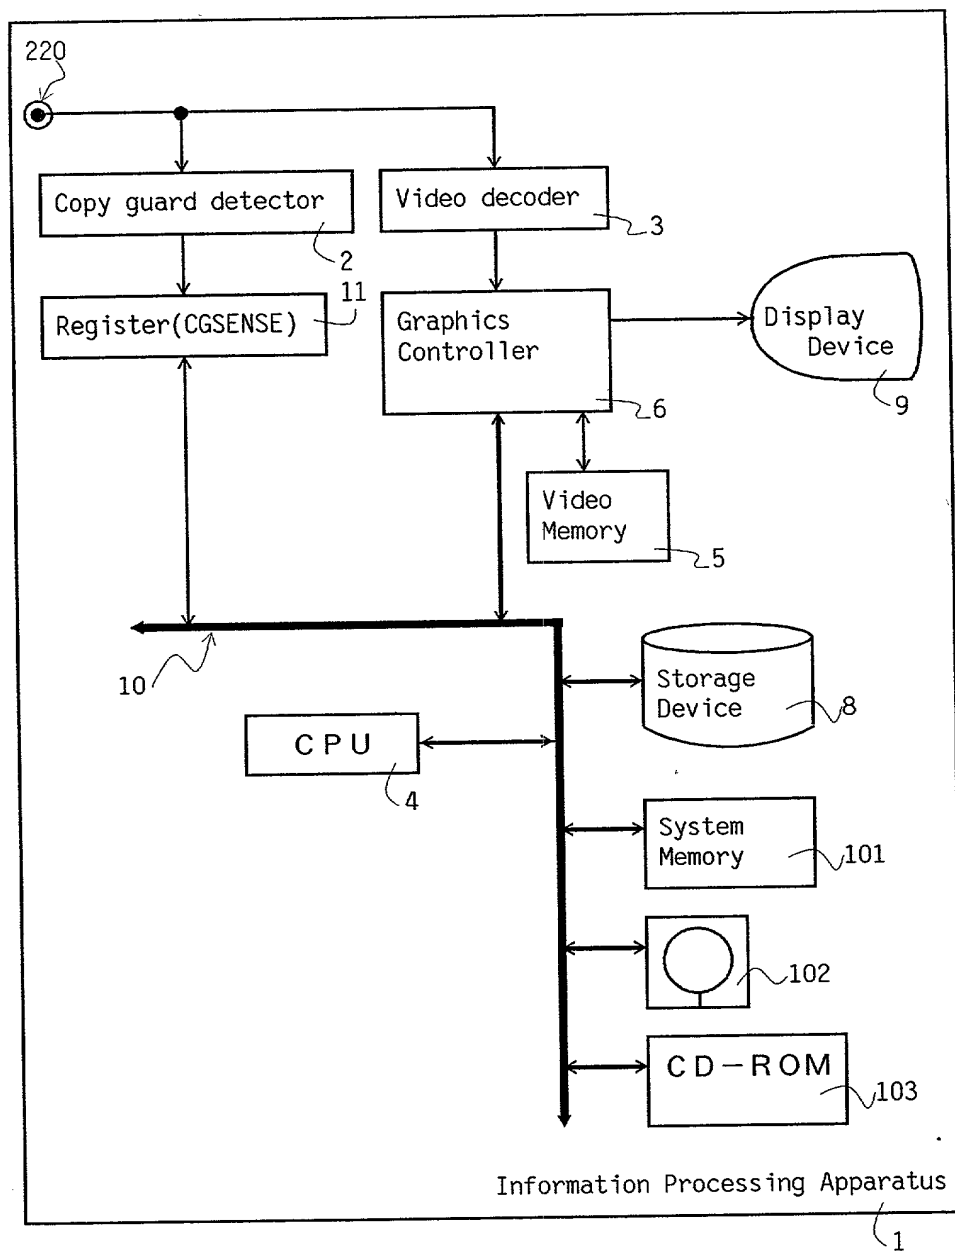 220
Copy guard detector
2
Video decoder
3
Register(CGSENSE)
11
Graphics
Controller
6
Display
Device
9
Video
Memory
5
10
Storage
Device
8
CPU
4
System
Memory
101
102
CD-ROM
103
Information Processing Apparatus
1